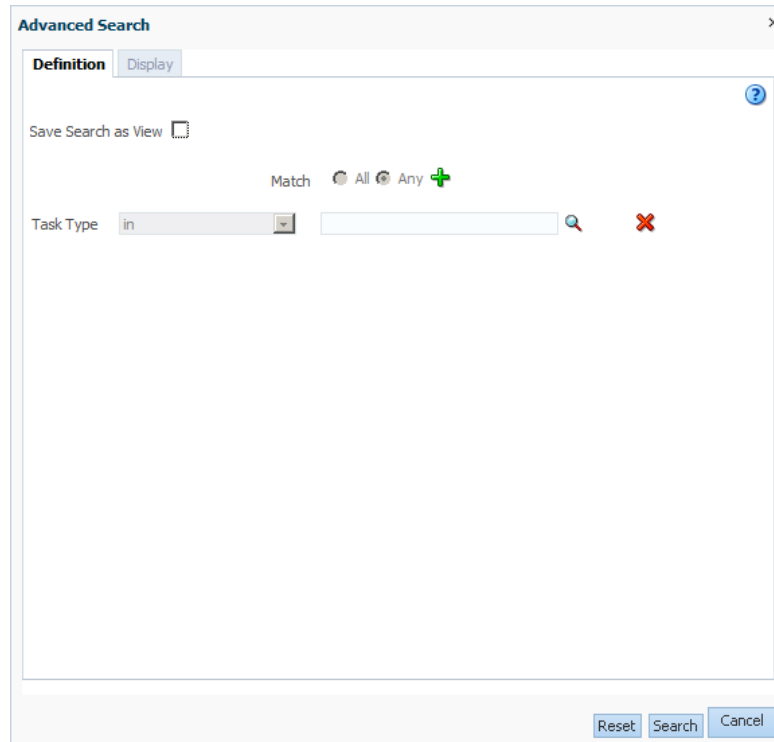 Advanced Search
Definition Display
?
Save Search as View
Match All Any
Task Type in
Reset Search Cancel